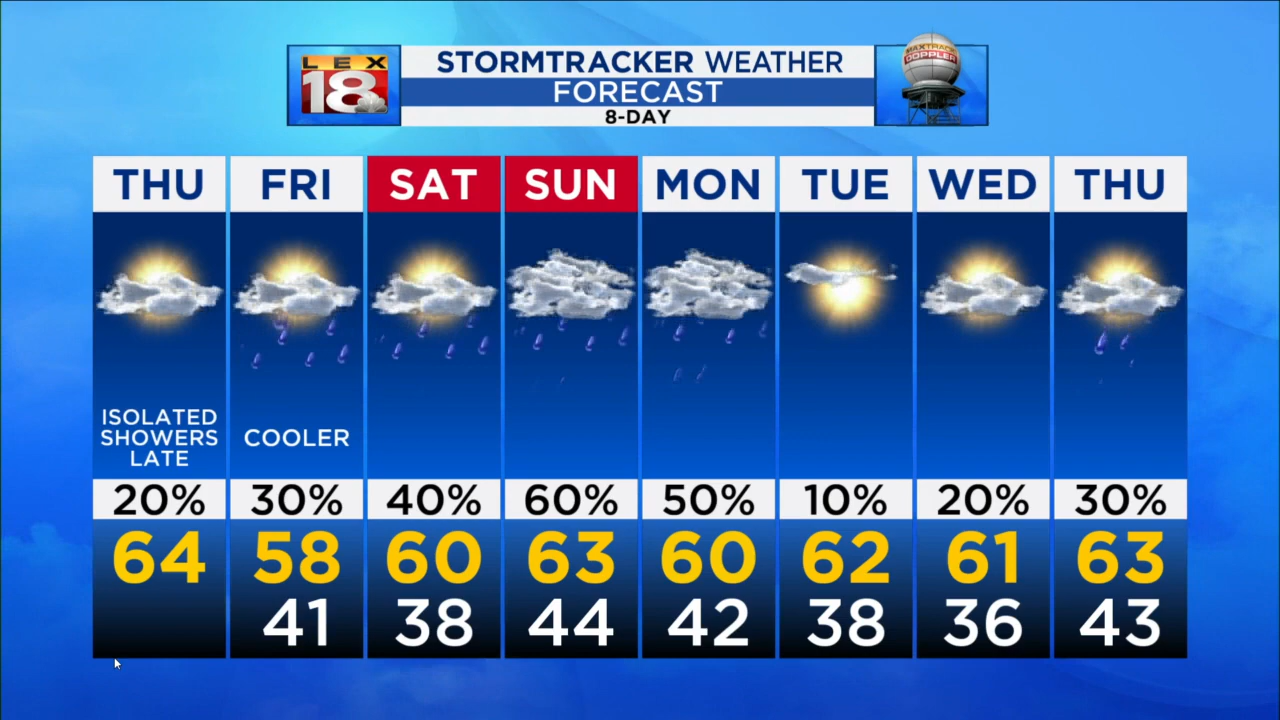 LEX
18
STORMTRACKER WEATHER
FORECAST
8-DAY
MAXTRACK
DOPPLER
THU FRI SAT SUN MON TUE WED THU
ISOLATED
SHOWERS
LATE
COOLER
20% 30% 40% 60% 50% 10% 20% 30%
64 58 60 63 60 62 61 63
41 38 44 42 38 36 43